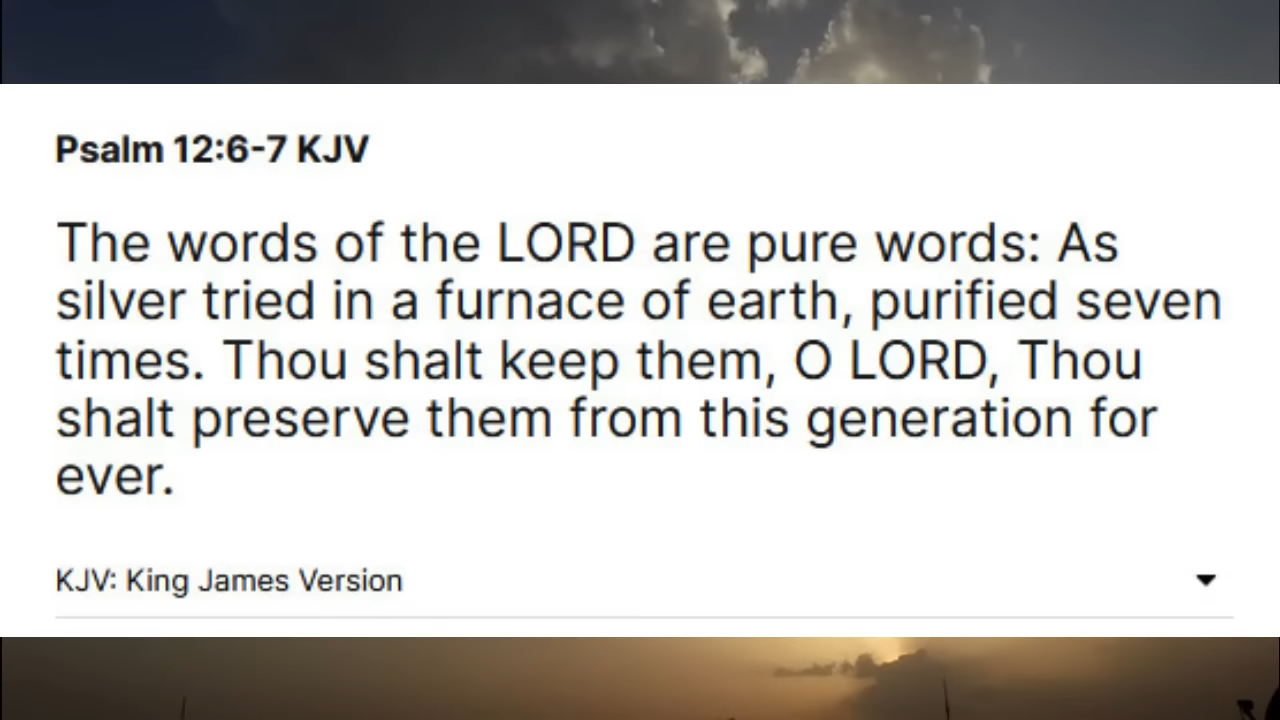 Psalm 12:6-7 KJV
The words of the LORD are pure words: As
silver tried in a furnace of earth, purified seven
times. Thou shalt keep them, O LORD, Thou
shalt preserve them from this generation for
ever.
KJV: King James Version